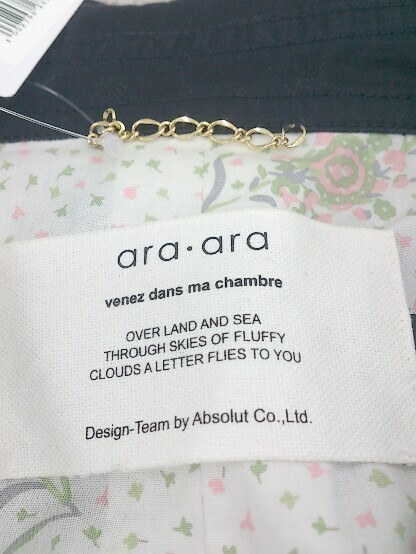 ara·ara
venez dans ma chambre
OVER LAND AND SEA
THROUGH SKIES OF FLUFFY
CLOUDS A LETTER FLIES TO YOU
Design-Team by Absolut Co.,Ltd.